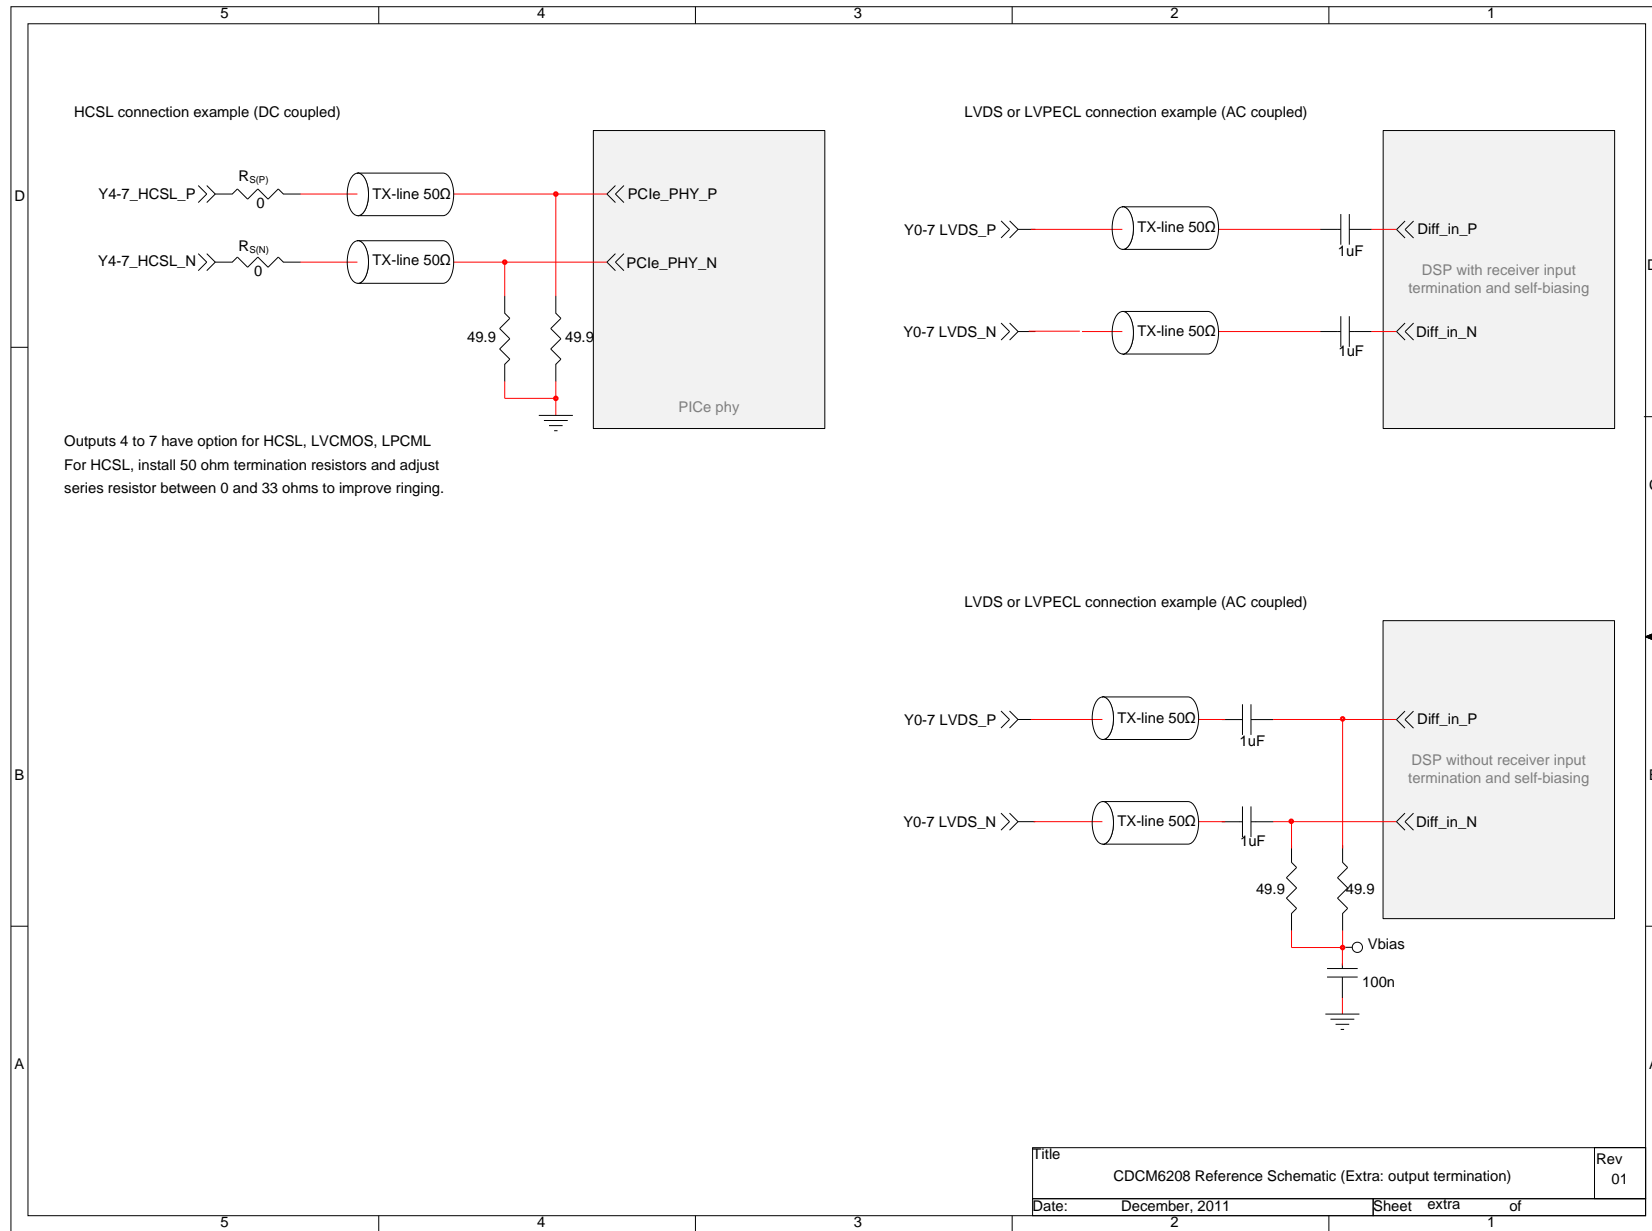 5 4 3 2 1
HCSL connection example (DC coupled)
Y4-7_HCSL_P
RS(P)
0
TX-line 50Ω
PCIe_PHY_P
Y4-7_HCSL_N
RS(N)
0
TX-line 50Ω
PCIe_PHY_N
49.9
49.9
PICe phy
Outputs 4 to 7 have option for HCSL, LVCMOS, LPCML
For HCSL, install 50 ohm termination resistors and adjust
series resistor between 0 and 33 ohms to improve ringing.
LVDS or LVPECL connection example (AC coupled)
Y0-7 LVDS_P
TX-line 50Ω
1uF
Diff_in_P
DSP with receiver input
termination and self-biasing
Y0-7 LVDS_N
TX-line 50Ω
1uF
Diff_in_N
LVDS or LVPECL connection example (AC coupled)
Y0-7 LVDS_P
TX-line 50Ω
1uF
Diff_in_P
DSP without receiver input
termination and self-biasing
Y0-7 LVDS_N
TX-line 50Ω
1uF
Diff_in_N
49.9
49.9
Vbias
100n
D
B
A
Title
CDCM6208 Reference Schematic (Extra: output termination)
Rev
01
Date: December, 2011
Sheet extra of
5 4 3 2 1